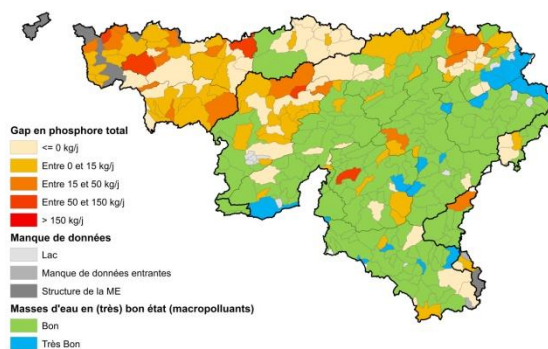 Gap en phosphore total
<= 0 kg/j
Entre 0 et 15 kg/j
Entre 15 et 50 kg/j
Entre 50 et 150 kg/j
> 150 kg/j
Manque de données
Lac
Manque de données entrantes
Structure de la ME
Masses d'eau en (très) bon état (macropolluants)
Bon
Très Bon